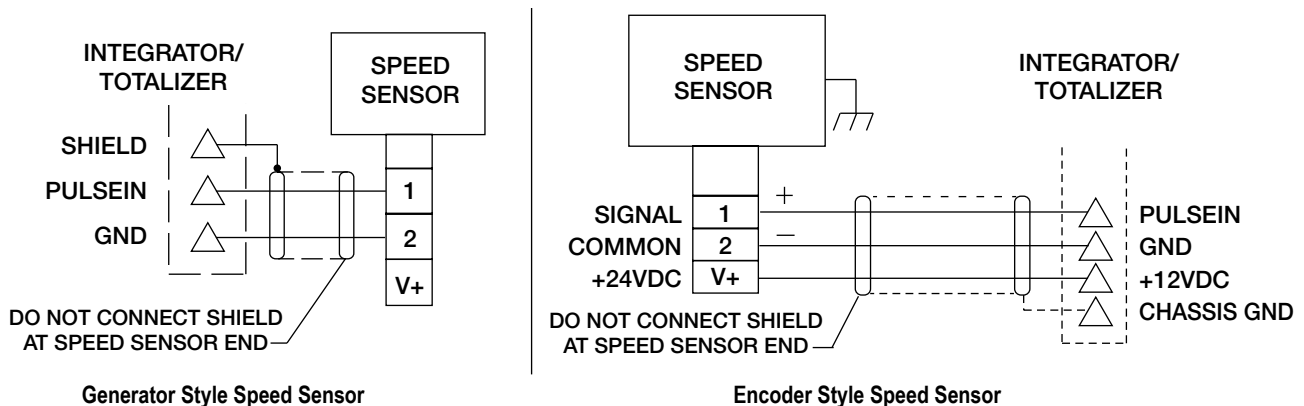 INTEGRATOR/
TOTALIZER
SPEED
SENSOR
SHIELD
PULSEIN
GND
1
2
V+
DO NOT CONNECT SHIELD
AT SPEED SENSOR END
Generator Style Speed Sensor
SPEED
SENSOR
INTEGRATOR/
TOTALIZER
SIGNAL 1 + PULSEIN
COMMON 2 – GND
+24VDC V+ +12VDC
CHASSIS GND
DO NOT CONNECT SHIELD
AT SPEED SENSOR END
Encoder Style Speed Sensor